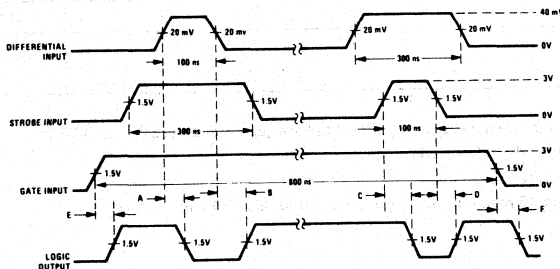 40 mV
20 mV 20 mv 20 mV 20 mV
DIFFERENTIAL
INPUT
0V
100 ns 300 ns
3V
STROBE INPUT
1.5V 1.5V 1.5V 1.5V
0V
300 ns 100 ns
3V
GATE INPUT
1.5V 600 ns 1.5V
0V
E A B C D F
LOGIC
OUTPUT
1.5V 1.5V 1.5V 1.5V 1.5V 1.5V